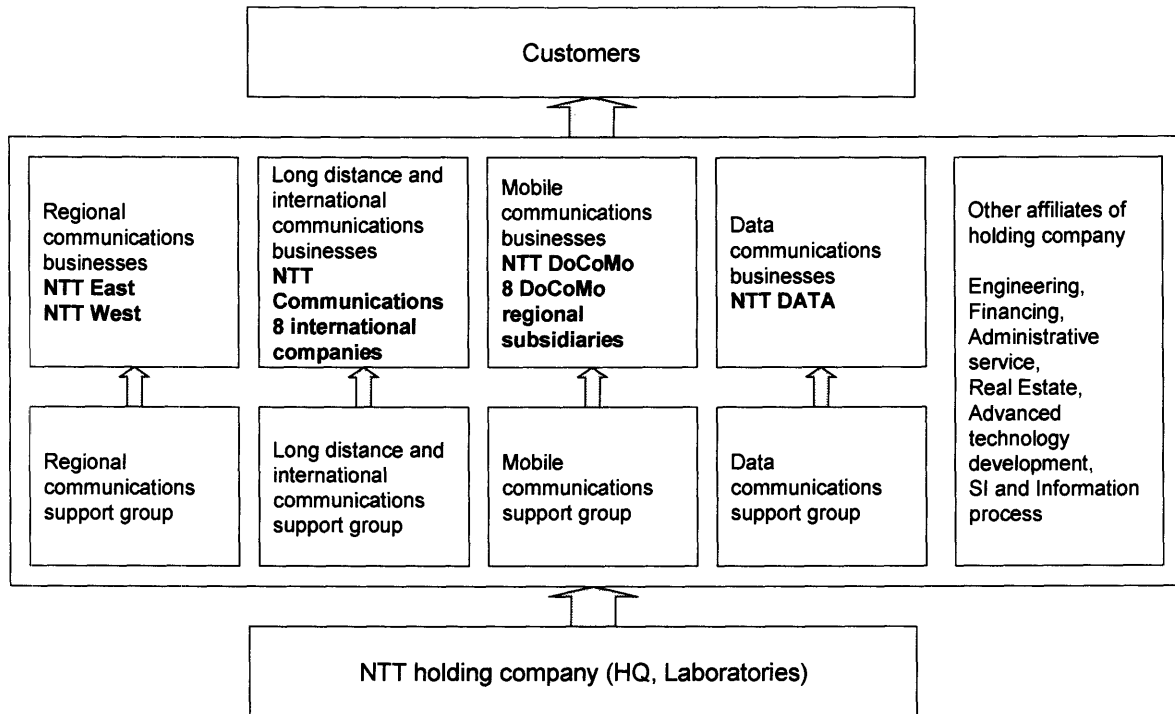 Customers
Regional
communications
businesses
NTT East
NTT West
Long distance and
international
communications
businesses
NTT
Communications
8 international
companies
Mobile
communications
businesses
NTT DoCoMo
8 DoCoMo
regional
subsidiaries
Data
communications
businesses
NTT DATA
Other affiliates of
holding company
Engineering,
Financing,
Administrative
service,
Real Estate,
Advanced
technology
development,
SI and Information
process
Regional
communications
support group
Long distance and
international
communications
support group
Mobile
communications
support group
Data
communications
support group
NTT holding company (HQ, Laboratories)